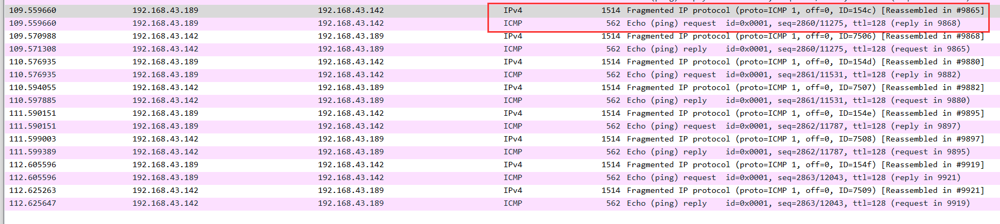 109.559660 192.168.43.189 192.168.43.142 IPv4 1514 Fragmented IP protocol (proto=ICMP 1, off=0, ID=154c) [Reassembled in #9865]
109.559660 192.168.43.189 192.168.43.142 ICMP 562 Echo (ping) request id=0x0001, seq=2860/11275, ttl=128 (reply in 9868)
109.570988 192.168.43.142 192.168.43.189 IPv4 1514 Fragmented IP protocol (proto=ICMP 1, off=0, ID=7506) [Reassembled in #9868]
109.571308 192.168.43.142 192.168.43.189 ICMP 562 Echo (ping) reply id=0x0001, seq=2860/11275, ttl=128 (request in 9865)
110.576935 192.168.43.189 192.168.43.142 IPv4 1514 Fragmented IP protocol (proto=ICMP 1, off=0, ID=154d) [Reassembled in #9880]
110.576935 192.168.43.189 192.168.43.142 ICMP 562 Echo (ping) request id=0x0001, seq=2861/11531, ttl=128 (reply in 9882)
110.594055 192.168.43.142 192.168.43.189 IPv4 1514 Fragmented IP protocol (proto=ICMP 1, off=0, ID=7507) [Reassembled in #9882]
110.597885 192.168.43.142 192.168.43.189 ICMP 562 Echo (ping) reply id=0x0001, seq=2861/11531, ttl=128 (request in 9880)
111.590151 192.168.43.189 192.168.43.142 IPv4 1514 Fragmented IP protocol (proto=ICMP 1, off=0, ID=154e) [Reassembled in #9895]
111.590151 192.168.43.189 192.168.43.142 ICMP 562 Echo (ping) request id=0x0001, seq=2862/11787, ttl=128 (reply in 9897)
111.599003 192.168.43.142 192.168.43.189 IPv4 1514 Fragmented IP protocol (proto=ICMP 1, off=0, ID=7508) [Reassembled in #9897]
111.599389 192.168.43.142 192.168.43.189 ICMP 562 Echo (ping) reply id=0x0001, seq=2862/11787, ttl=128 (request in 9895)
112.605596 192.168.43.189 192.168.43.142 IPv4 1514 Fragmented IP protocol (proto=ICMP 1, off=0, ID=154f) [Reassembled in #9919]
112.605596 192.168.43.189 192.168.43.142 ICMP 562 Echo (ping) request id=0x0001, seq=2863/12043, ttl=128 (reply in 9921)
112.625263 192.168.43.142 192.168.43.189 IPv4 1514 Fragmented IP protocol (proto=ICMP 1, off=0, ID=7509) [Reassembled in #9921]
112.625647 192.168.43.142 192.168.43.189 ICMP 562 Echo (ping) reply id=0x0001, seq=2863/12043, ttl=128 (request in 9919)